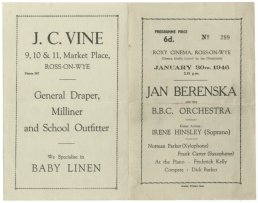 J. C. VINE
9, 10 & 11, Market Place,
ROSS-ON-WYE
General Draper,
Milliner
and School Outfitter
We Specialise in
BABY LINEN
PROGRAMME PRICE
6d.
Nº 299
ROXY CINEMA, ROSS-ON-WYE
JANUARY 30TH, 1946
JAN BERENSKA
AND THE
B.B.C. ORCHESTRA
IRENE HINSLEY (Soprano)
Norman Parker (Xylophone)
Frank Carter (Saxophone)
At the Piano - Frederick Kelly
Compere - Dick Parker